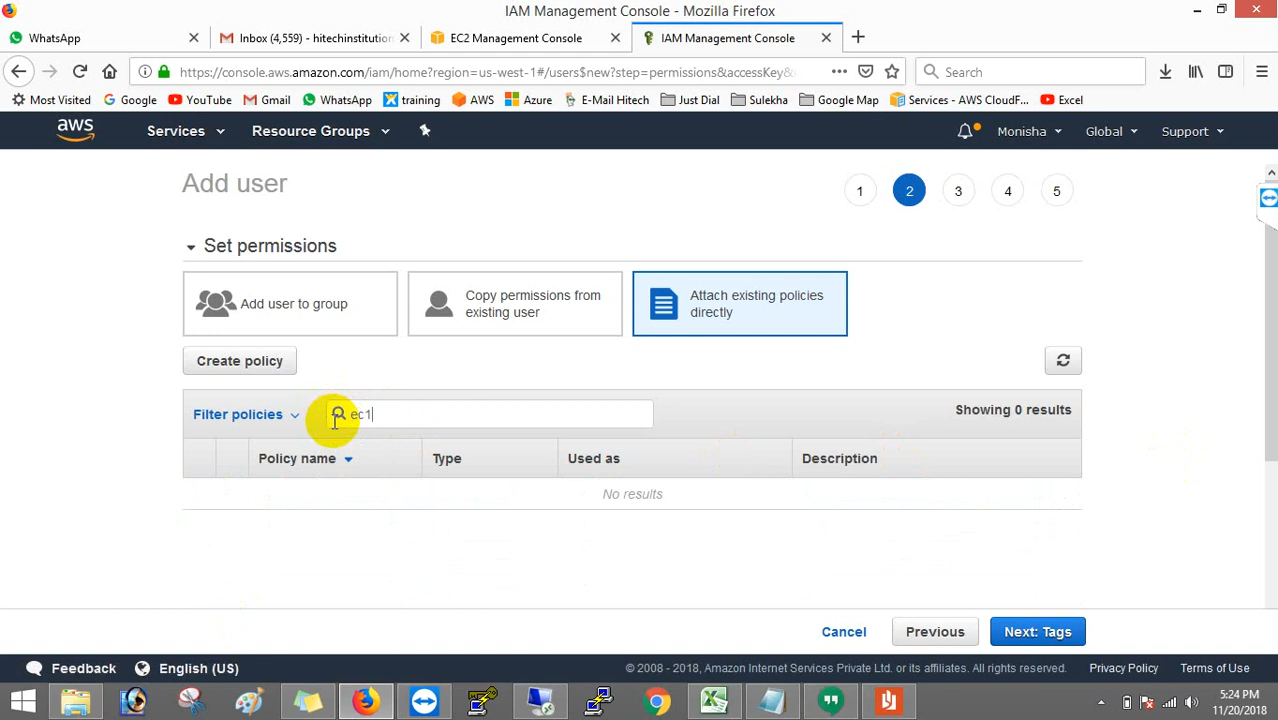 IAM Management Console - Mozilla Firefox
WhatsApp
Inbox (4,559) - hitechinstitution
EC2 Management Console
IAM Management Console
https://console.aws.amazon.com/iam/home?region=us-west-1#/users$new?step=permissions&accessKey&
Search
Most Visited
Google
YouTube
Gmail
WhatsApp
training
AWS
Azure
E-Mail Hitech
Just Dial
Sulekha
Google Map
Services - AWS CloudF...
Excel
aws
Services
Resource Groups
Monisha
Global
Support
Add user
1
2
3
4
5
Set permissions
Add user to group
Copy permissions from
existing user
Attach existing policies
directly
Create policy
Filter policies
ec1
Showing 0 results
Policy name
Type
Used as
Description
No results
Cancel
Previous
Next: Tags
Feedback
English (US)
© 2008 - 2018, Amazon Internet Services Private Ltd. or its affiliates. All rights reserved.
Privacy Policy
Terms of Use
5:24 PM
11/20/2018